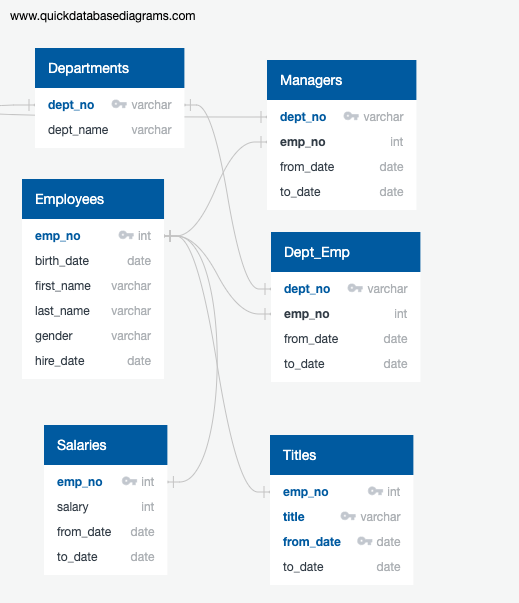 www.quickdatabasediagrams.com
Departments
dept_no varchar
dept_name varchar
Managers
dept_no varchar
emp_no int
from_date date
to_date date
Employees
emp_no int
birth_date date
first_name varchar
last_name varchar
gender varchar
hire_date date
Dept_Emp
dept_no varchar
emp_no int
from_date date
to_date date
Salaries
emp_no int
salary int
from_date date
to_date date
Titles
emp_no int
title varchar
from_date date
to_date date